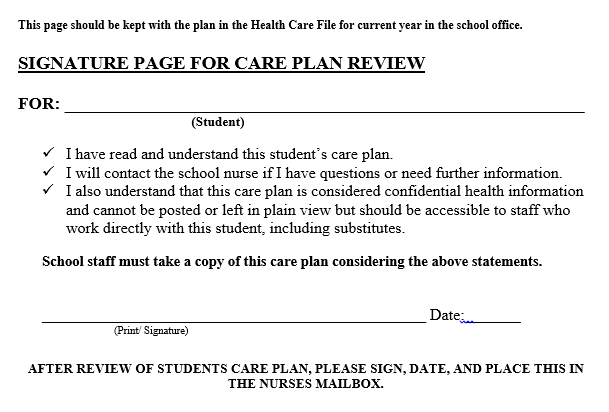 This page should be kept with the plan in the Health Care File for current year in the school office.
SIGNATURE PAGE FOR CARE PLAN REVIEW
FOR: ____________________
(Student)
✓ I have read and understand this student's care plan.
✓ I will contact the school nurse if I have questions or need further information.
✓ I also understand that this care plan is considered confidential health information
and cannot be posted or left in plain view but should be accessible to staff who
work directly with this student, including substitutes.
School staff must take a copy of this care plan considering the above statements.
____________________ Date:________
(Print/ Signature)
AFTER REVIEW OF STUDENTS CARE PLAN, PLEASE SIGN, DATE, AND PLACE THIS IN
THE NURSES MAILBOX.